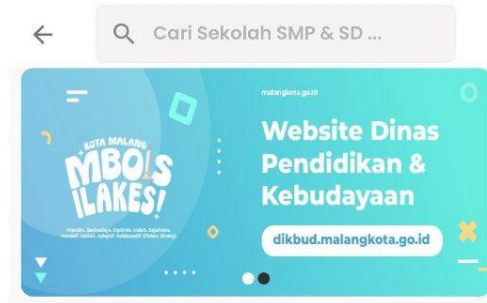 Cari Sekolah SMP & SD ...
malangkota.go.id
KOTA MALANG
MBOIS
ILAKES!
Website Dinas
Pendidikan &
Kebudayaan
dikbud.malangkota.go.id